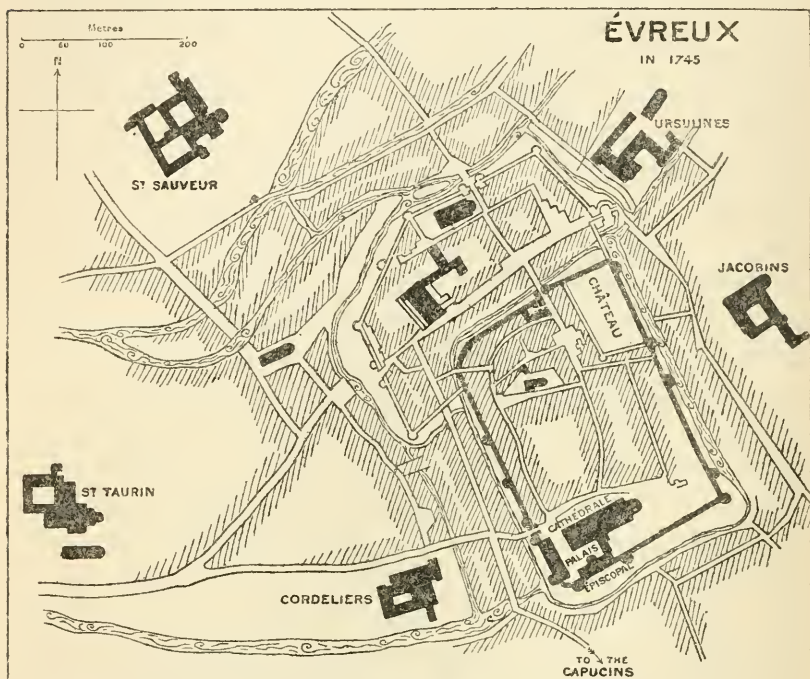 ÉVREUX
IN 1745
Metres
0 50 100 200
N
ST SAUVEUR
URSULINES
JACOBINS
CHÂTEAU
ST TAURIN
CATHÉDRALE
PALAIS
ÉPISCOPAL
CORDELIERS
TO THE
CAPUCINS